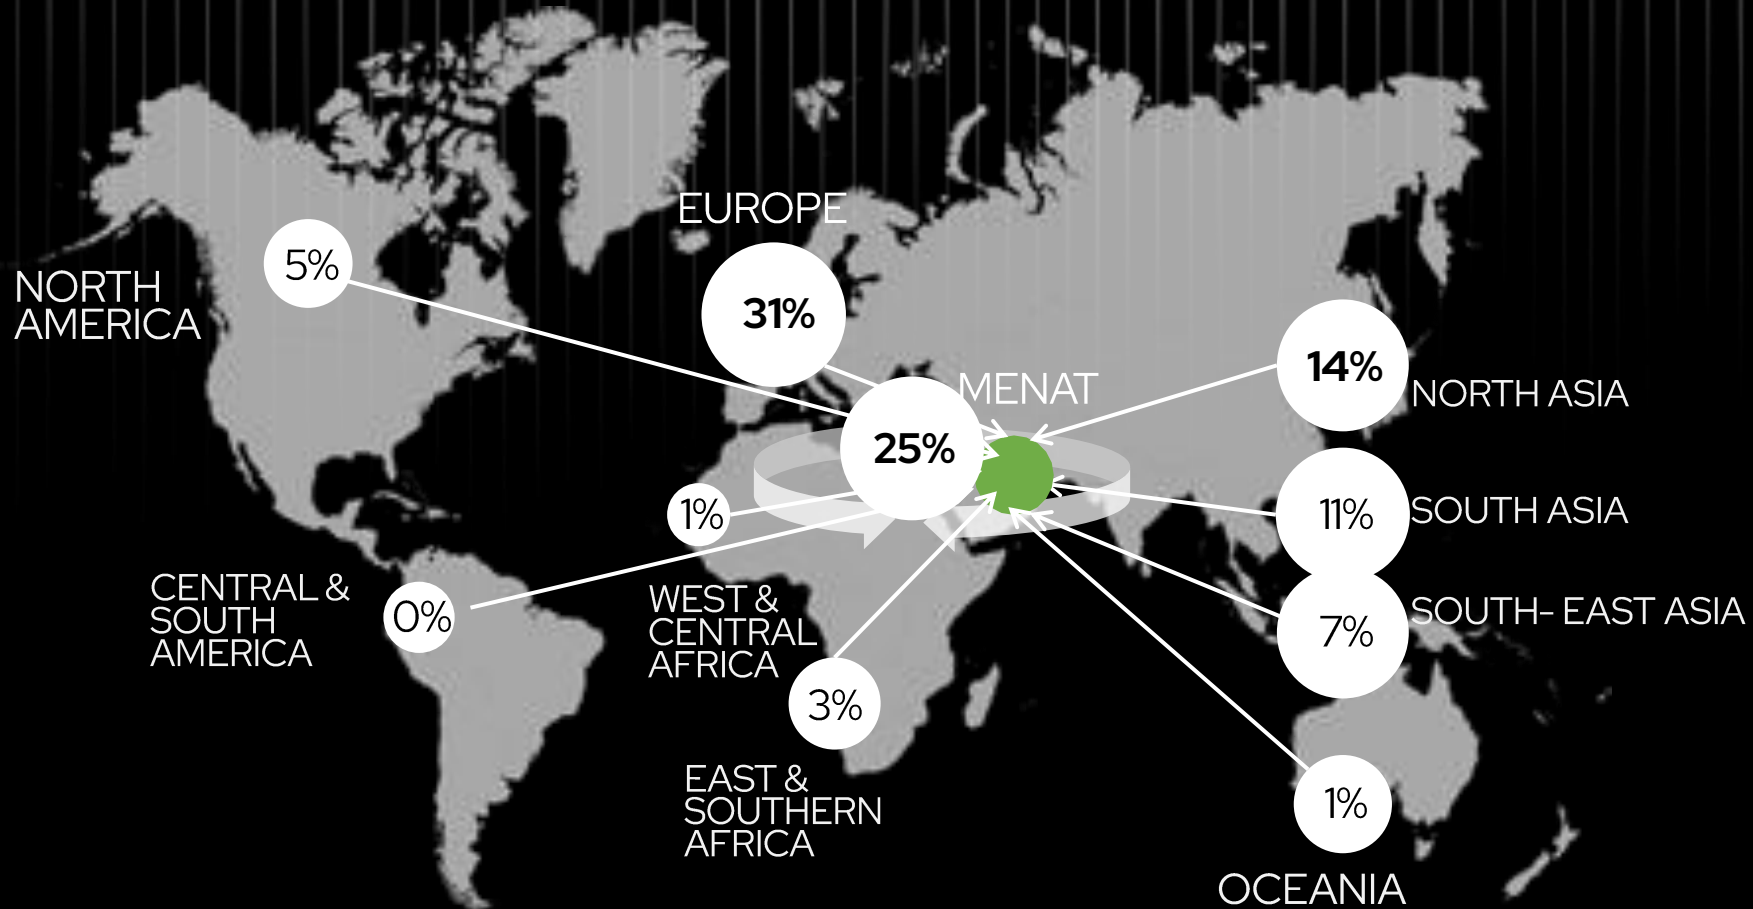 EUROPE
31%
5%
NORTH
AMERICA
MENAT
25%
14%
NORTH ASIA
11%
SOUTH ASIA
7%
SOUTH- EAST ASIA
1%
WEST &
CENTRAL
AFRICA
CENTRAL &
SOUTH
AMERICA
0%
3%
EAST &
SOUTHERN
AFRICA
1%
OCEANIA